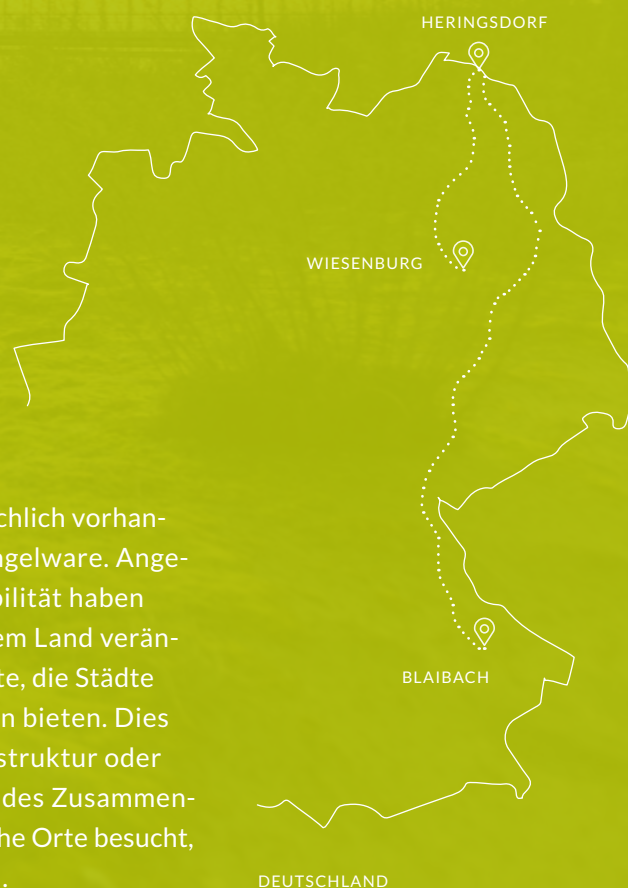 HERINGSDORF
WIESENBURG
chlich vorhan-
ngelware. Ange-
bilität haben
em Land verän-
te, die Städte
n bieten. Dies
struktur oder
des Zusammen-
he Orte besucht,
.
BLAIBACH
DEUTSCHLAND